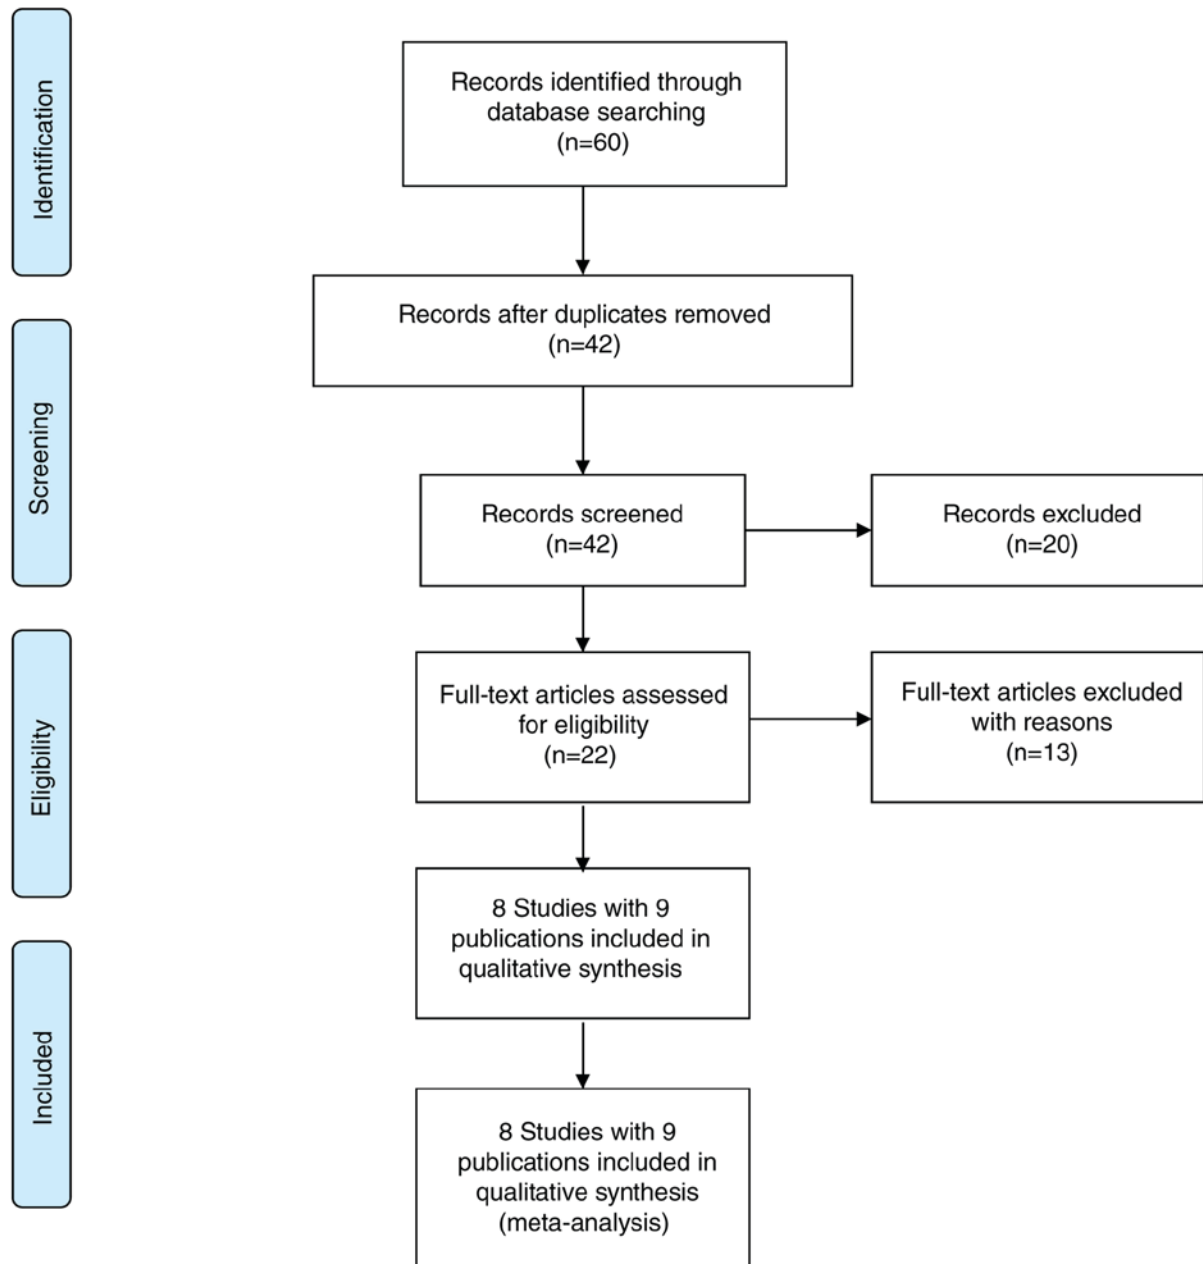 Identification
Records identified through
database searching
(n=60)
Records after duplicates removed
(n=42)
Screening
Records screened
(n=42)
Records excluded
(n=20)
Eligibility
Full-text articles assessed
for eligibility
(n=22)
Full-text articles excluded
with reasons
(n=13)
8 Studies with 9
publications included in
qualitative synthesis
Included
8 Studies with 9
publications included in
qualitative synthesis
(meta-analysis)